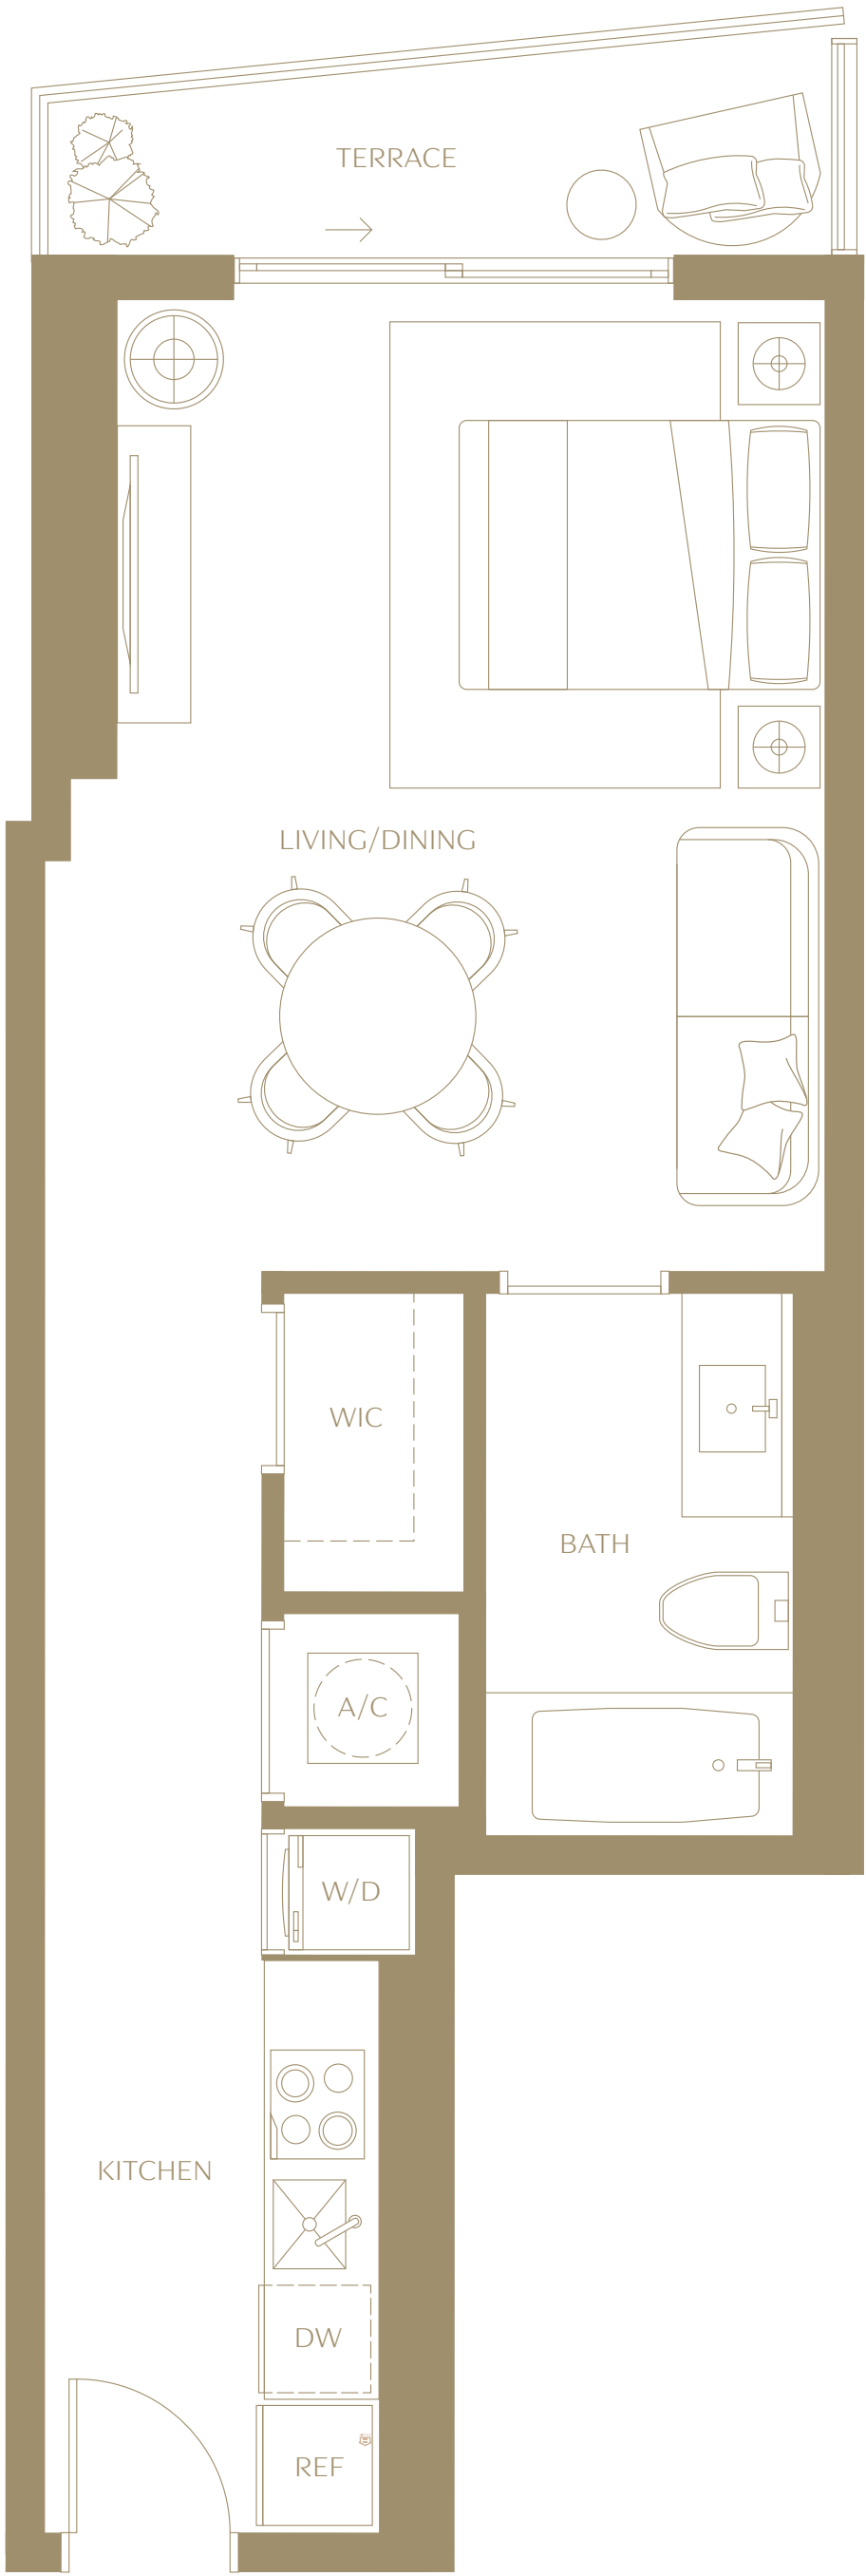 TERRACE
LIVING/DINING
WIC
BATH
A/C
W/D
KITCHEN
DW
REF